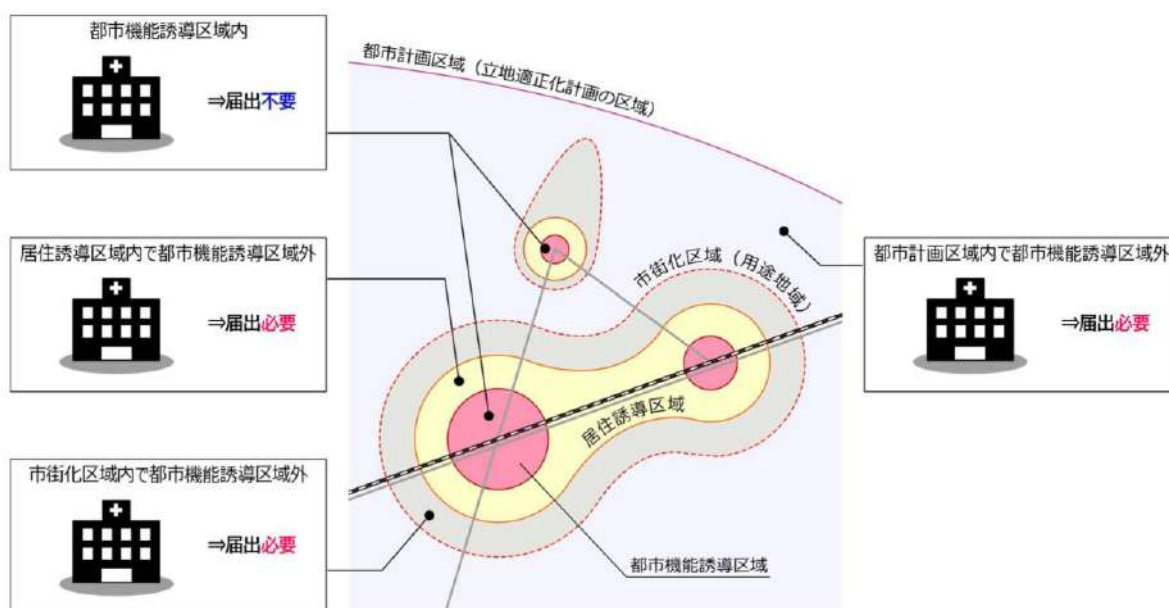 都市機能誘導区域内
⇒届出不要
居住誘導区域内で都市機能誘導区域外
⇒届出必要
市街化区域内で都市機能誘導区域外
⇒届出必要
都市計画区域（立地適正化計画の区域）
市街化区域（用途地域）
居住誘導区域
都市機能誘導区域
都市計画区域内で都市機能誘導区域外
⇒届出必要